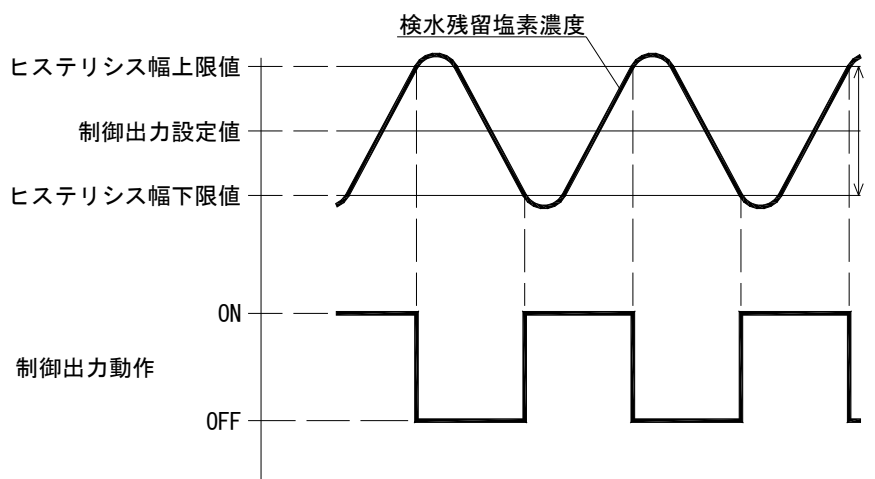 検水残留塩素濃度
ヒステリシス幅上限値
制御出力設定値
ヒステリシス幅下限値
ON
制御出力動作
OFF